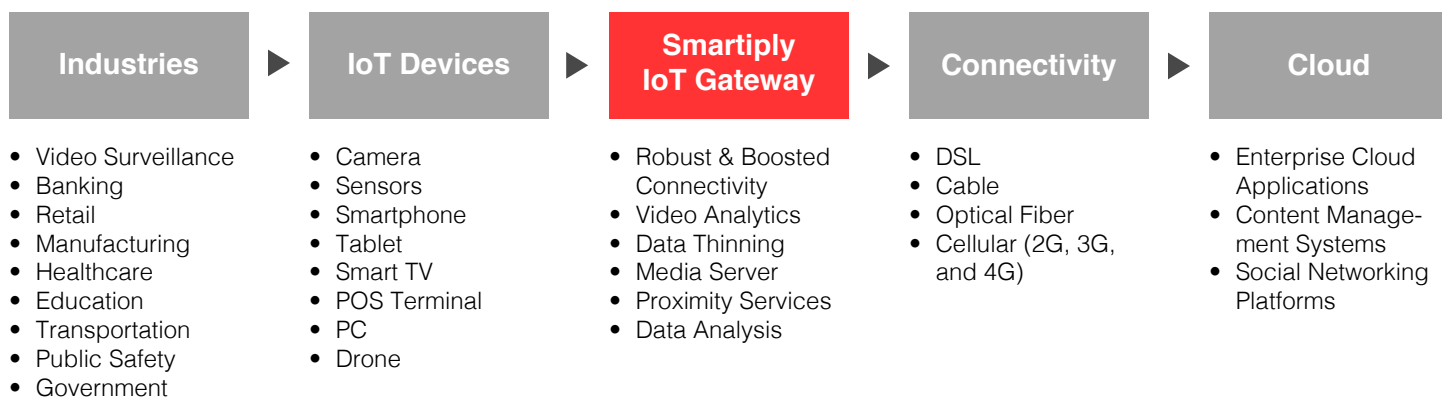 Industries
IoT Devices
Smartiply
IoT Gateway
Connectivity
Cloud
• Video Surveillance
• Banking
• Retail
• Manufacturing
• Healthcare
• Education
• Transportation
• Public Safety
• Government
• Camera
• Sensors
• Smartphone
• Tablet
• Smart TV
• POS Terminal
• PC
• Drone
• Robust & Boosted
Connectivity
• Video Analytics
• Data Thinning
• Media Server
• Proximity Services
• Data Analysis
• DSL
• Cable
• Optical Fiber
• Cellular (2G, 3G,
and 4G)
• Enterprise Cloud
Applications
• Content Manage-
ment Systems
• Social Networking
Platforms